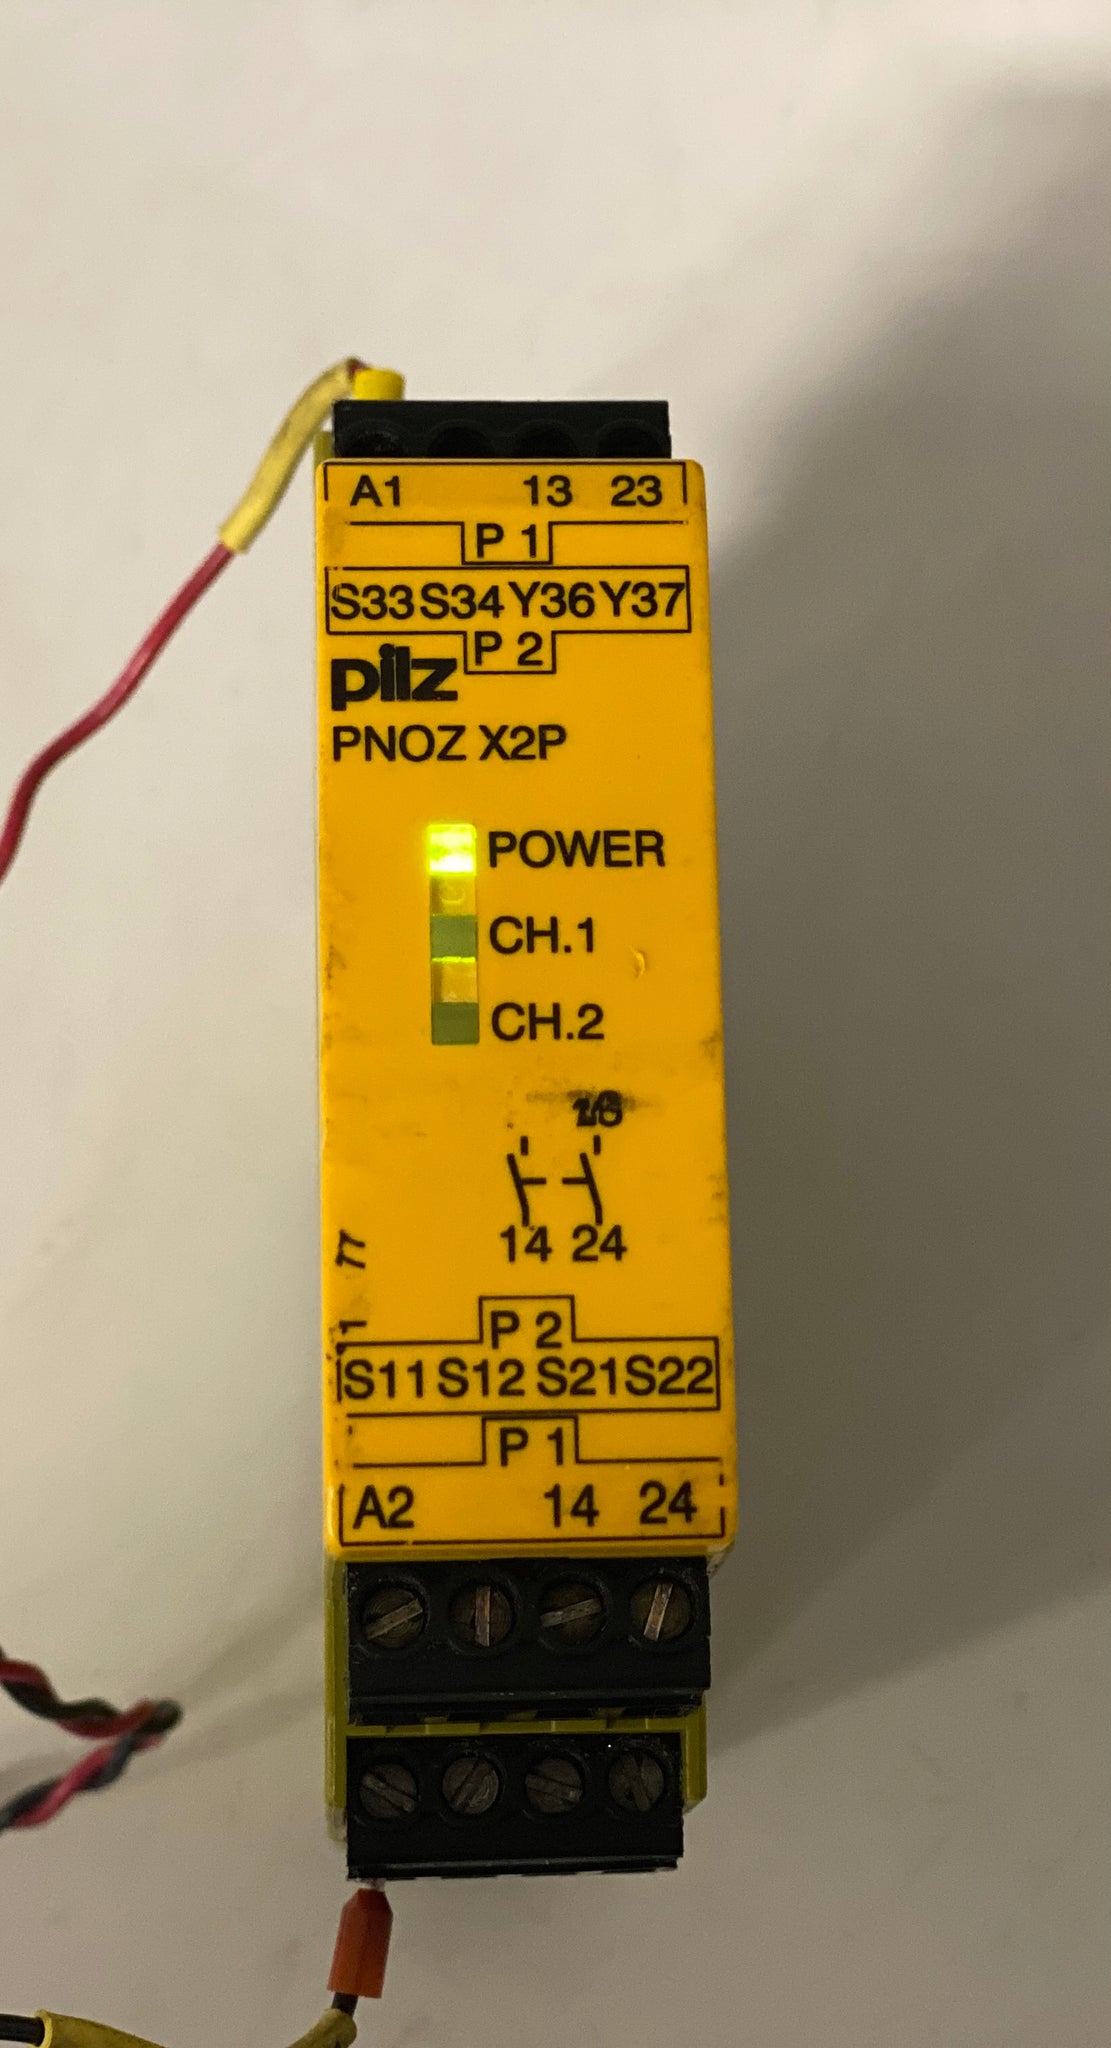 A1 13 23
P 1
S33 S34 Y36 Y37
P 2
pilz
PNOZ X2P
POWER
CH.1
CH.2
14 24
P 2
S11 S12 S21 S22
P 1
A2 14 24